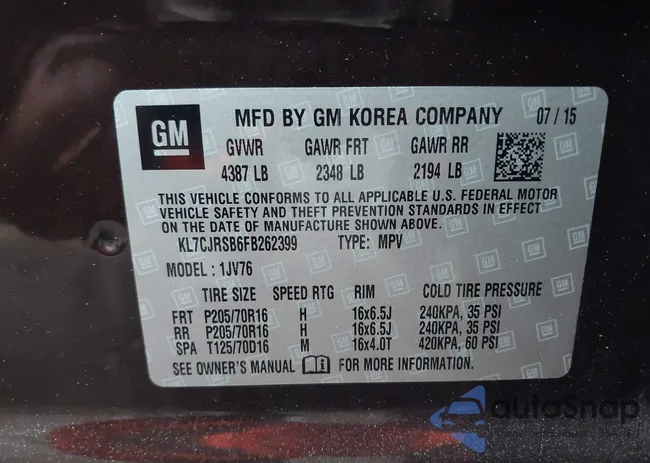 GM MFD BY GM KOREA COMPANY 07 / 15
GVWR GAWR FRT GAWR RR
4387 LB 2348 LB 2194 LB
THIS VEHICLE CONFORMS TO ALL APPLICABLE U.S. FEDERAL MOTOR
VEHICLE SAFETY AND THEFT PREVENTION STANDARDS IN EFFECT
ON THE DATE OF MANUFACTURE SHOWN ABOVE.
KL7CJRSB6FB262399 TYPE: MPV
MODEL : 1JV76
TIRE SIZE SPEED RTG RIM COLD TIRE PRESSURE
FRT P205/70R16 H 16x6.5J 240KPA, 35 PSI
RR P205/70R16 H 16x6.5J 240KPA, 35 PSI
SPA T125/70D16 M 16x4.0T 420KPA, 60 PSI
SEE OWNER'S MANUAL FOR MORE INFORMATION.
autoSnap